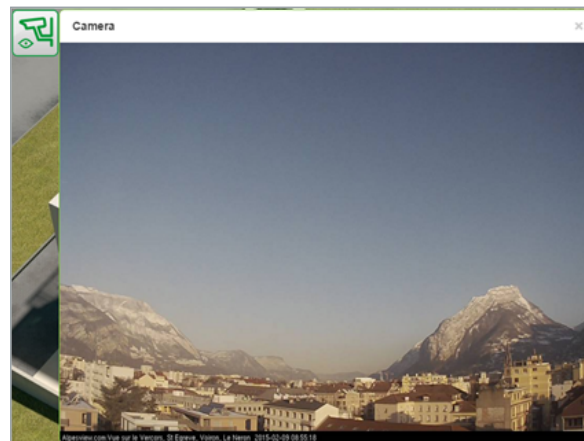 Camera
Alpesview.com Vue sur le Vercors, St Egreve, Voiron, Le Neron 2015-02-09 08:55:18